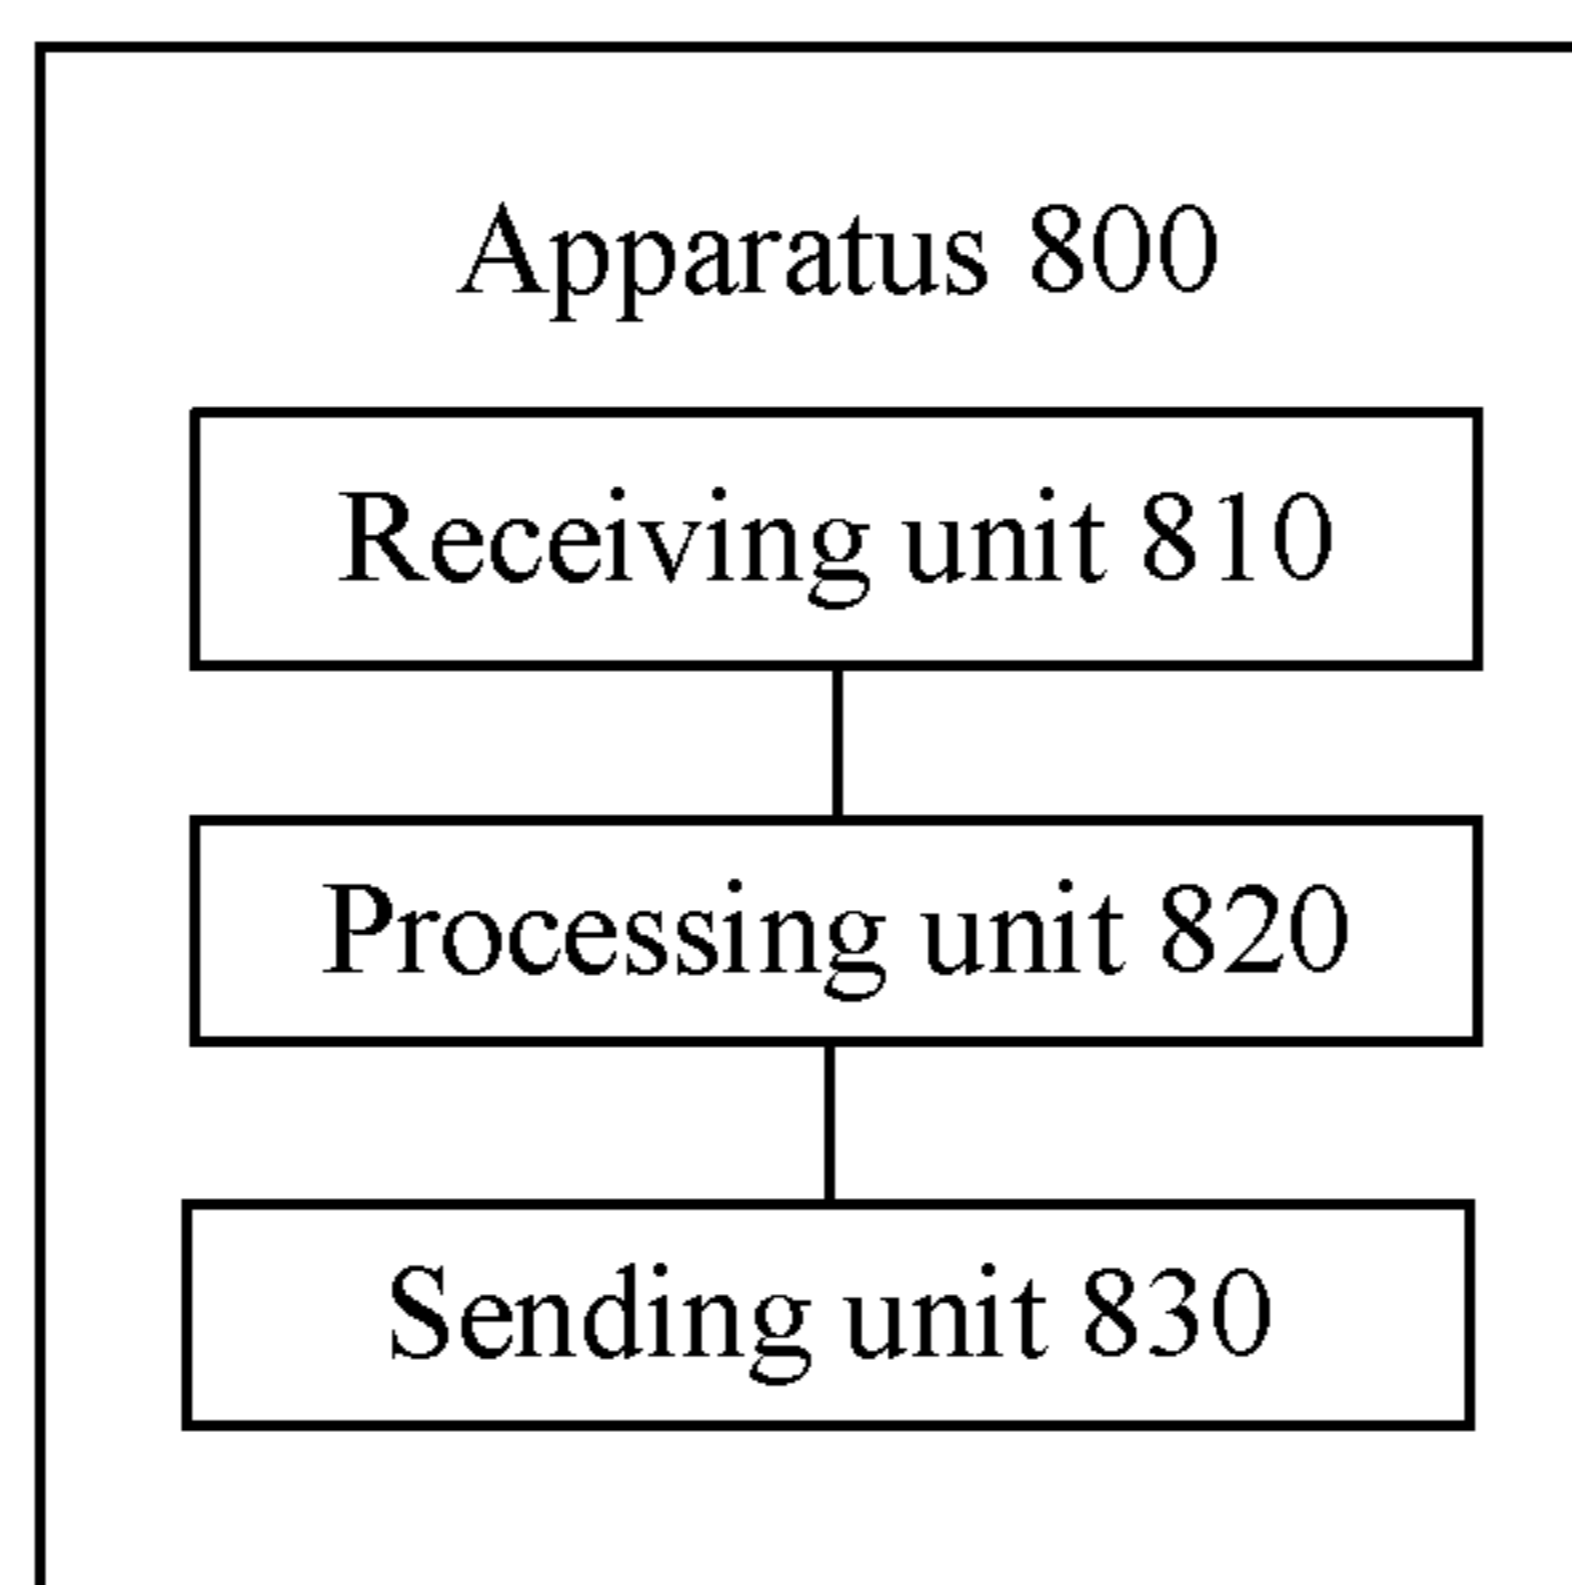 Apparatus 800
Receiving unit 810
Processing unit 820
Sending unit 830